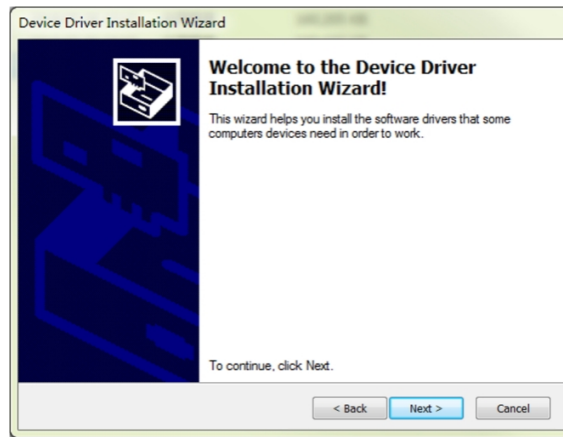 Device Driver Installation Wizard
Welcome to the Device Driver
Installation Wizard!
This wizard helps you install the software drivers that some
computers devices need in order to work.
To continue, click Next.
< Back
Next >
Cancel